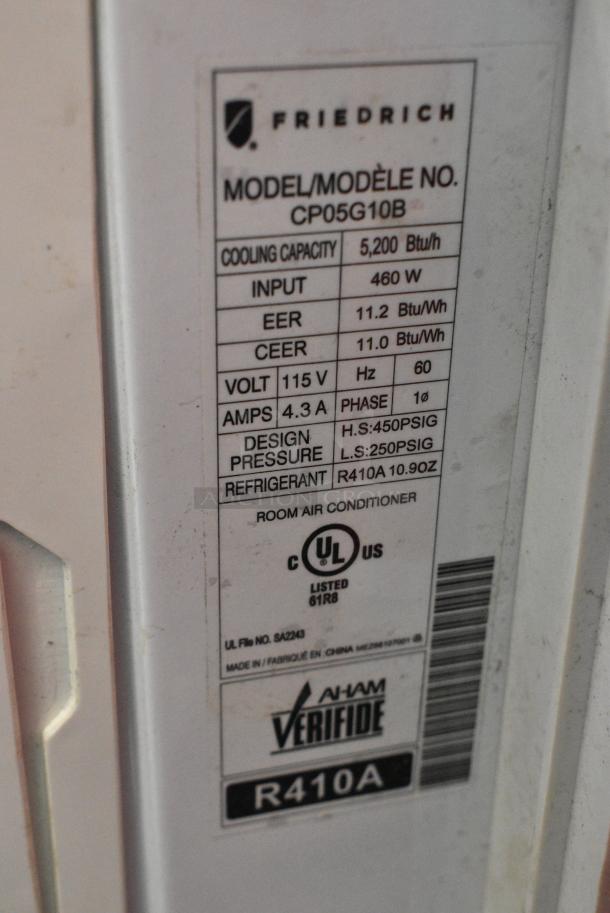 FRIEDRICH
MODEL/MODÈLE NO.
CP05G10B
COOLING CAPACITY 5,200 Btu/h
INPUT 460 W
EER 11.2 Btu/Wh
CEER 11.0 Btu/Wh
VOLT 115 V Hz 60
AMPS 4.3 A PHASE 1ø
DESIGN PRESSURE H.S:450PSIG
L.S:250PSIG
REFRIGERANT R410A 10.9OZ
AUCTION GROUP
ROOM AIR CONDITIONER
C UL ® US
LISTED
61R8
UL File NO. SA2243
MADE IN / FABRIQUÉ EN :CHINA
AHAM
VERIFIDE
R410A